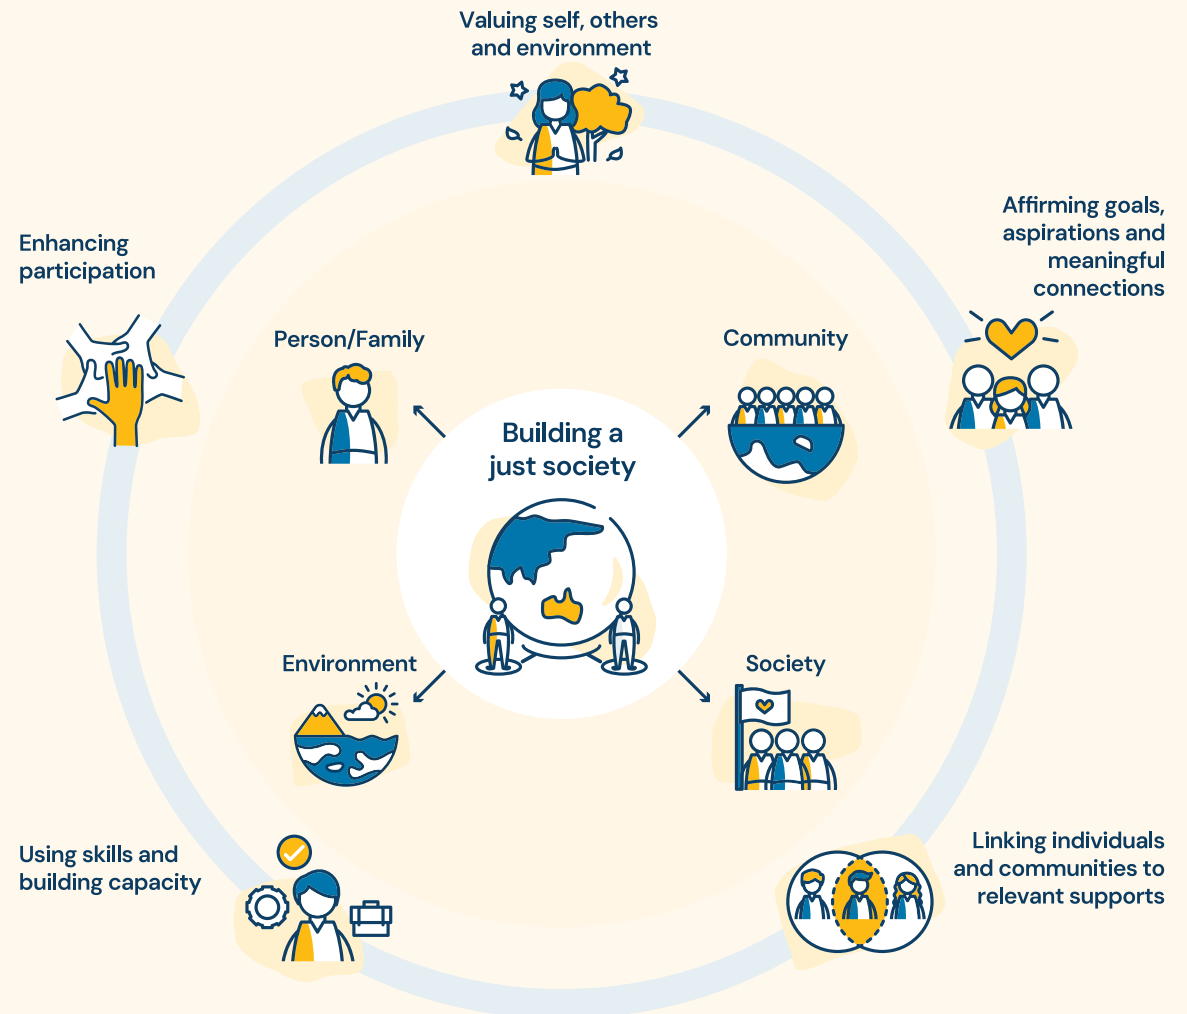 Valuing self, others
and environment
Affirming goals,
aspirations and
meaningful
connections
Enhancing
participation
Person/Family
Community
Building a
just society
Environment
Society
Using skills and
building capacity
Linking individuals
and communities to
relevant supports